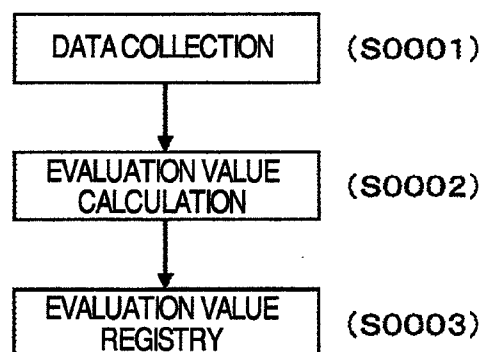 DATA COLLECTION (S0001)
EVALUATION VALUE
CALCULATION (S0002)
EVALUATION VALUE
REGISTRY (S0003)